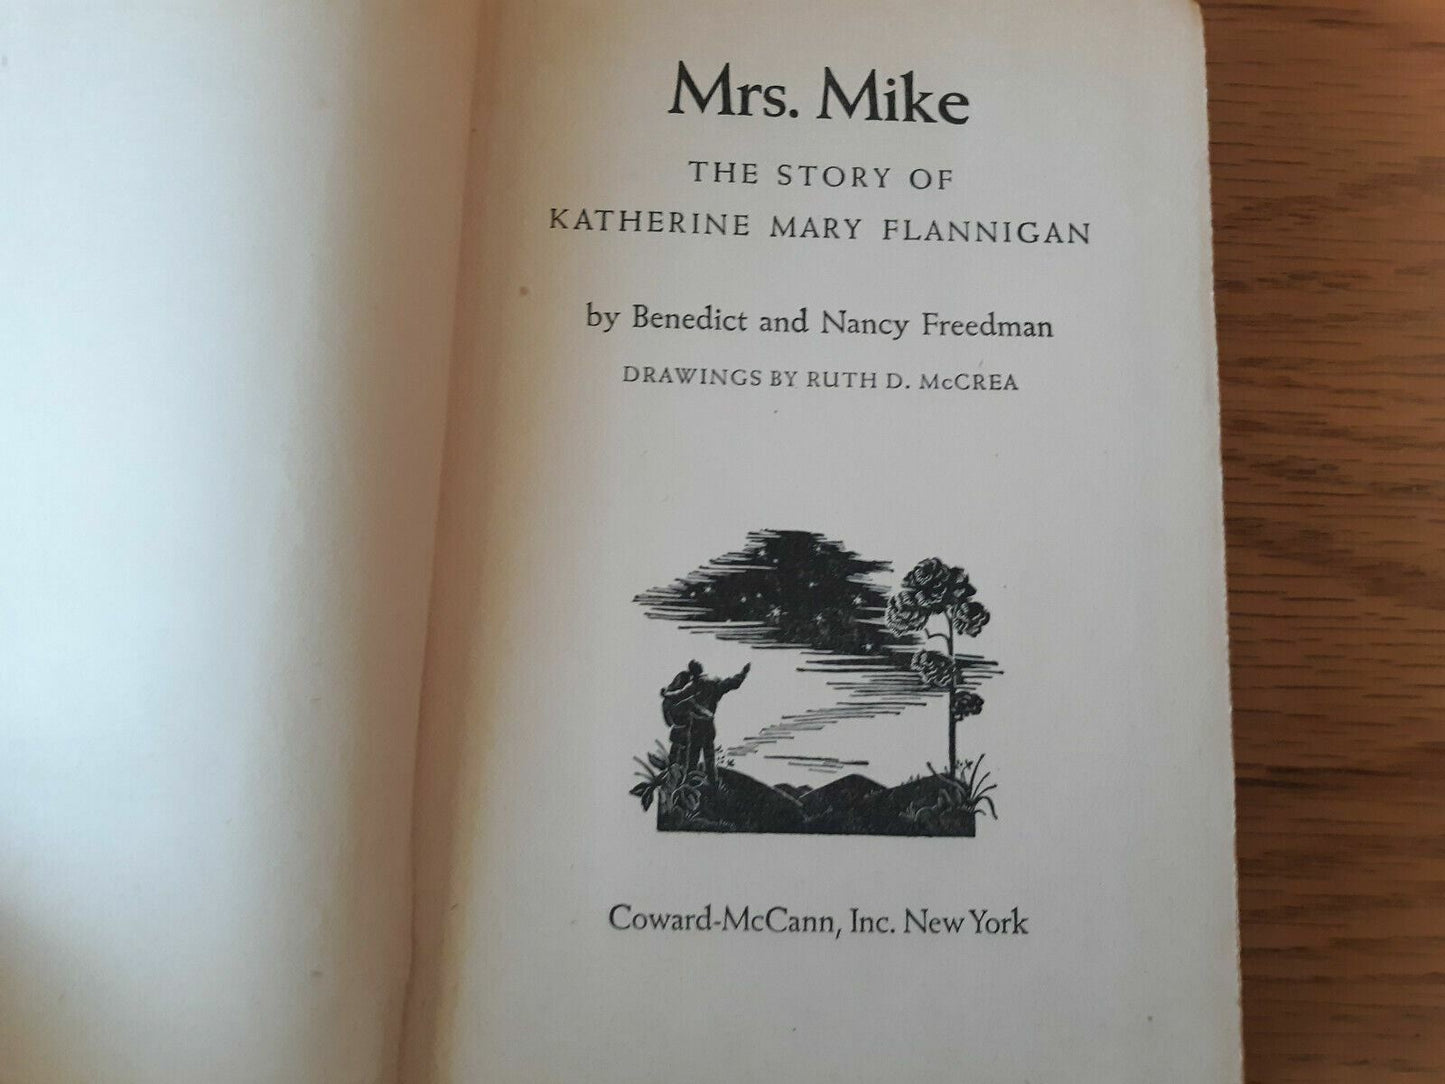 Mrs. Mike
THE STORY OF
KATHERINE MARY FLANNIGAN
by Benedict and Nancy Freedman
DRAWINGS BY RUTH D. McCREA
Coward-McCann, Inc. New York